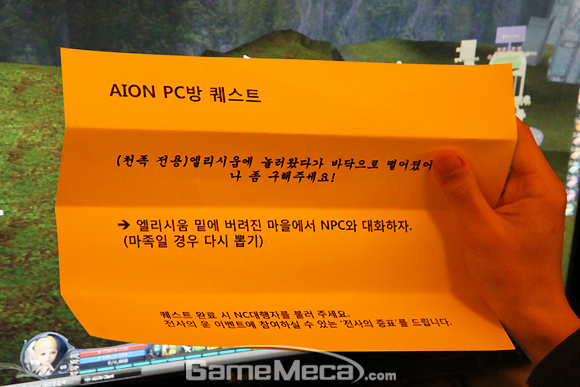 AION PC방 퀘스트
(천족 전용)엘리시움에 놀러왔다가 바닥으로 떨어졌어
나 좀 구해주세요!
→ 엘리시움 밑에 버려진 마을에서 NPC와 대화하자.
(마족일 경우 다시 뽑기)
퀘스트 완료 시 NC대행자를 불러 주세요.
전사의 혼 이벤트에 참여하실 수 있는 '전사의 증표'를 드립니다.
GameMeca.com